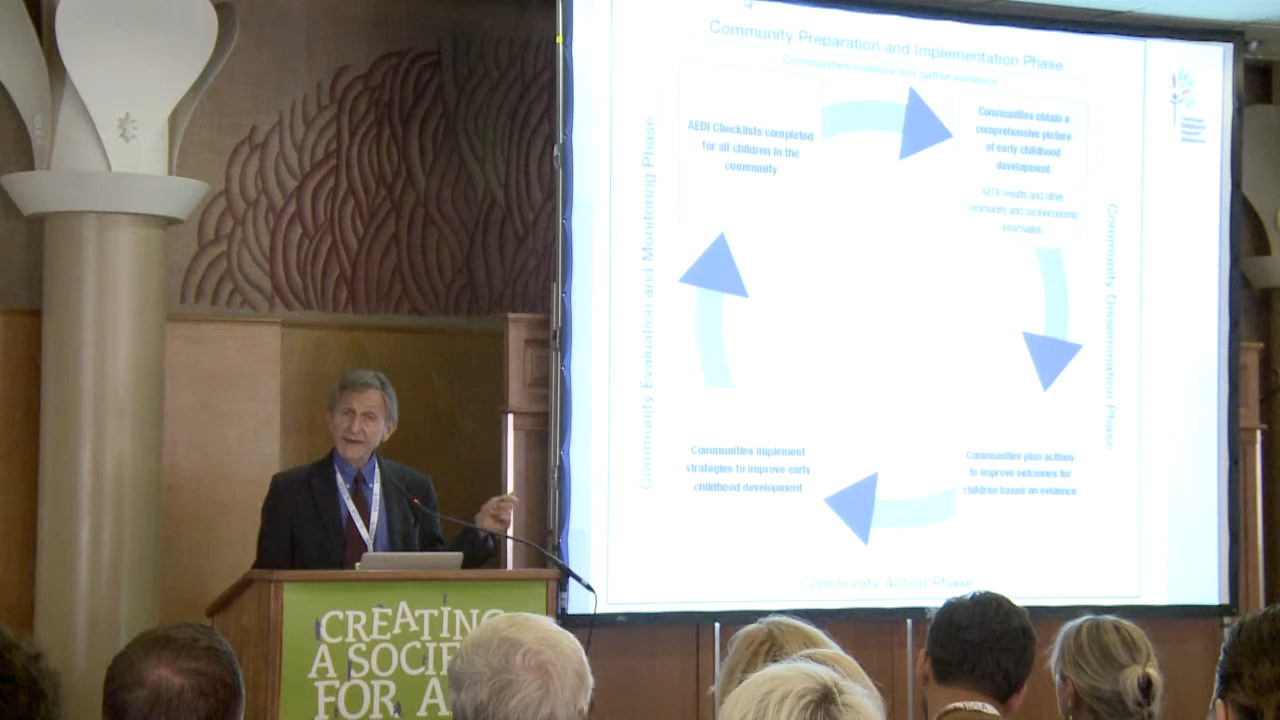 Community Preparation and Implementation Phase
Communities mobilise and gather evidence
AEDI Checklists completed
for all children in the
community
Communities obtain a
comprehensive picture
of early childhood
development
AEDI results and other
community and socioeconomic
information
Community Dissemination Phase
Communities plan actions
to improve outcomes for
children based on evidence
Community Action Phase
Communities implement
strategies to improve early
childhood development
Community Evaluation and Monitoring Phase
CREATING
A SOCIE
FOR A